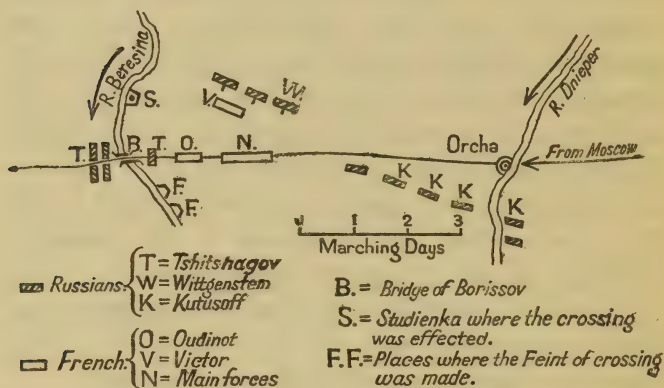 R. Beresina
S.
W.
V.
R. Dnieper
T.
B.
T.
O.
N.
Orcha
From Moscow
F.
F.
K
K
K
K
1 2 3
Marching Days
Russians
T = Tshitshagov
W = Wittgenstein
K = Kutusoff
French
O = Oudinot
V = Victor
N = Main forces
B. = Bridge of Borissov
S. = Studienka where the crossing
was effected.
F.F. = Places where the Feint of crossing
was made.